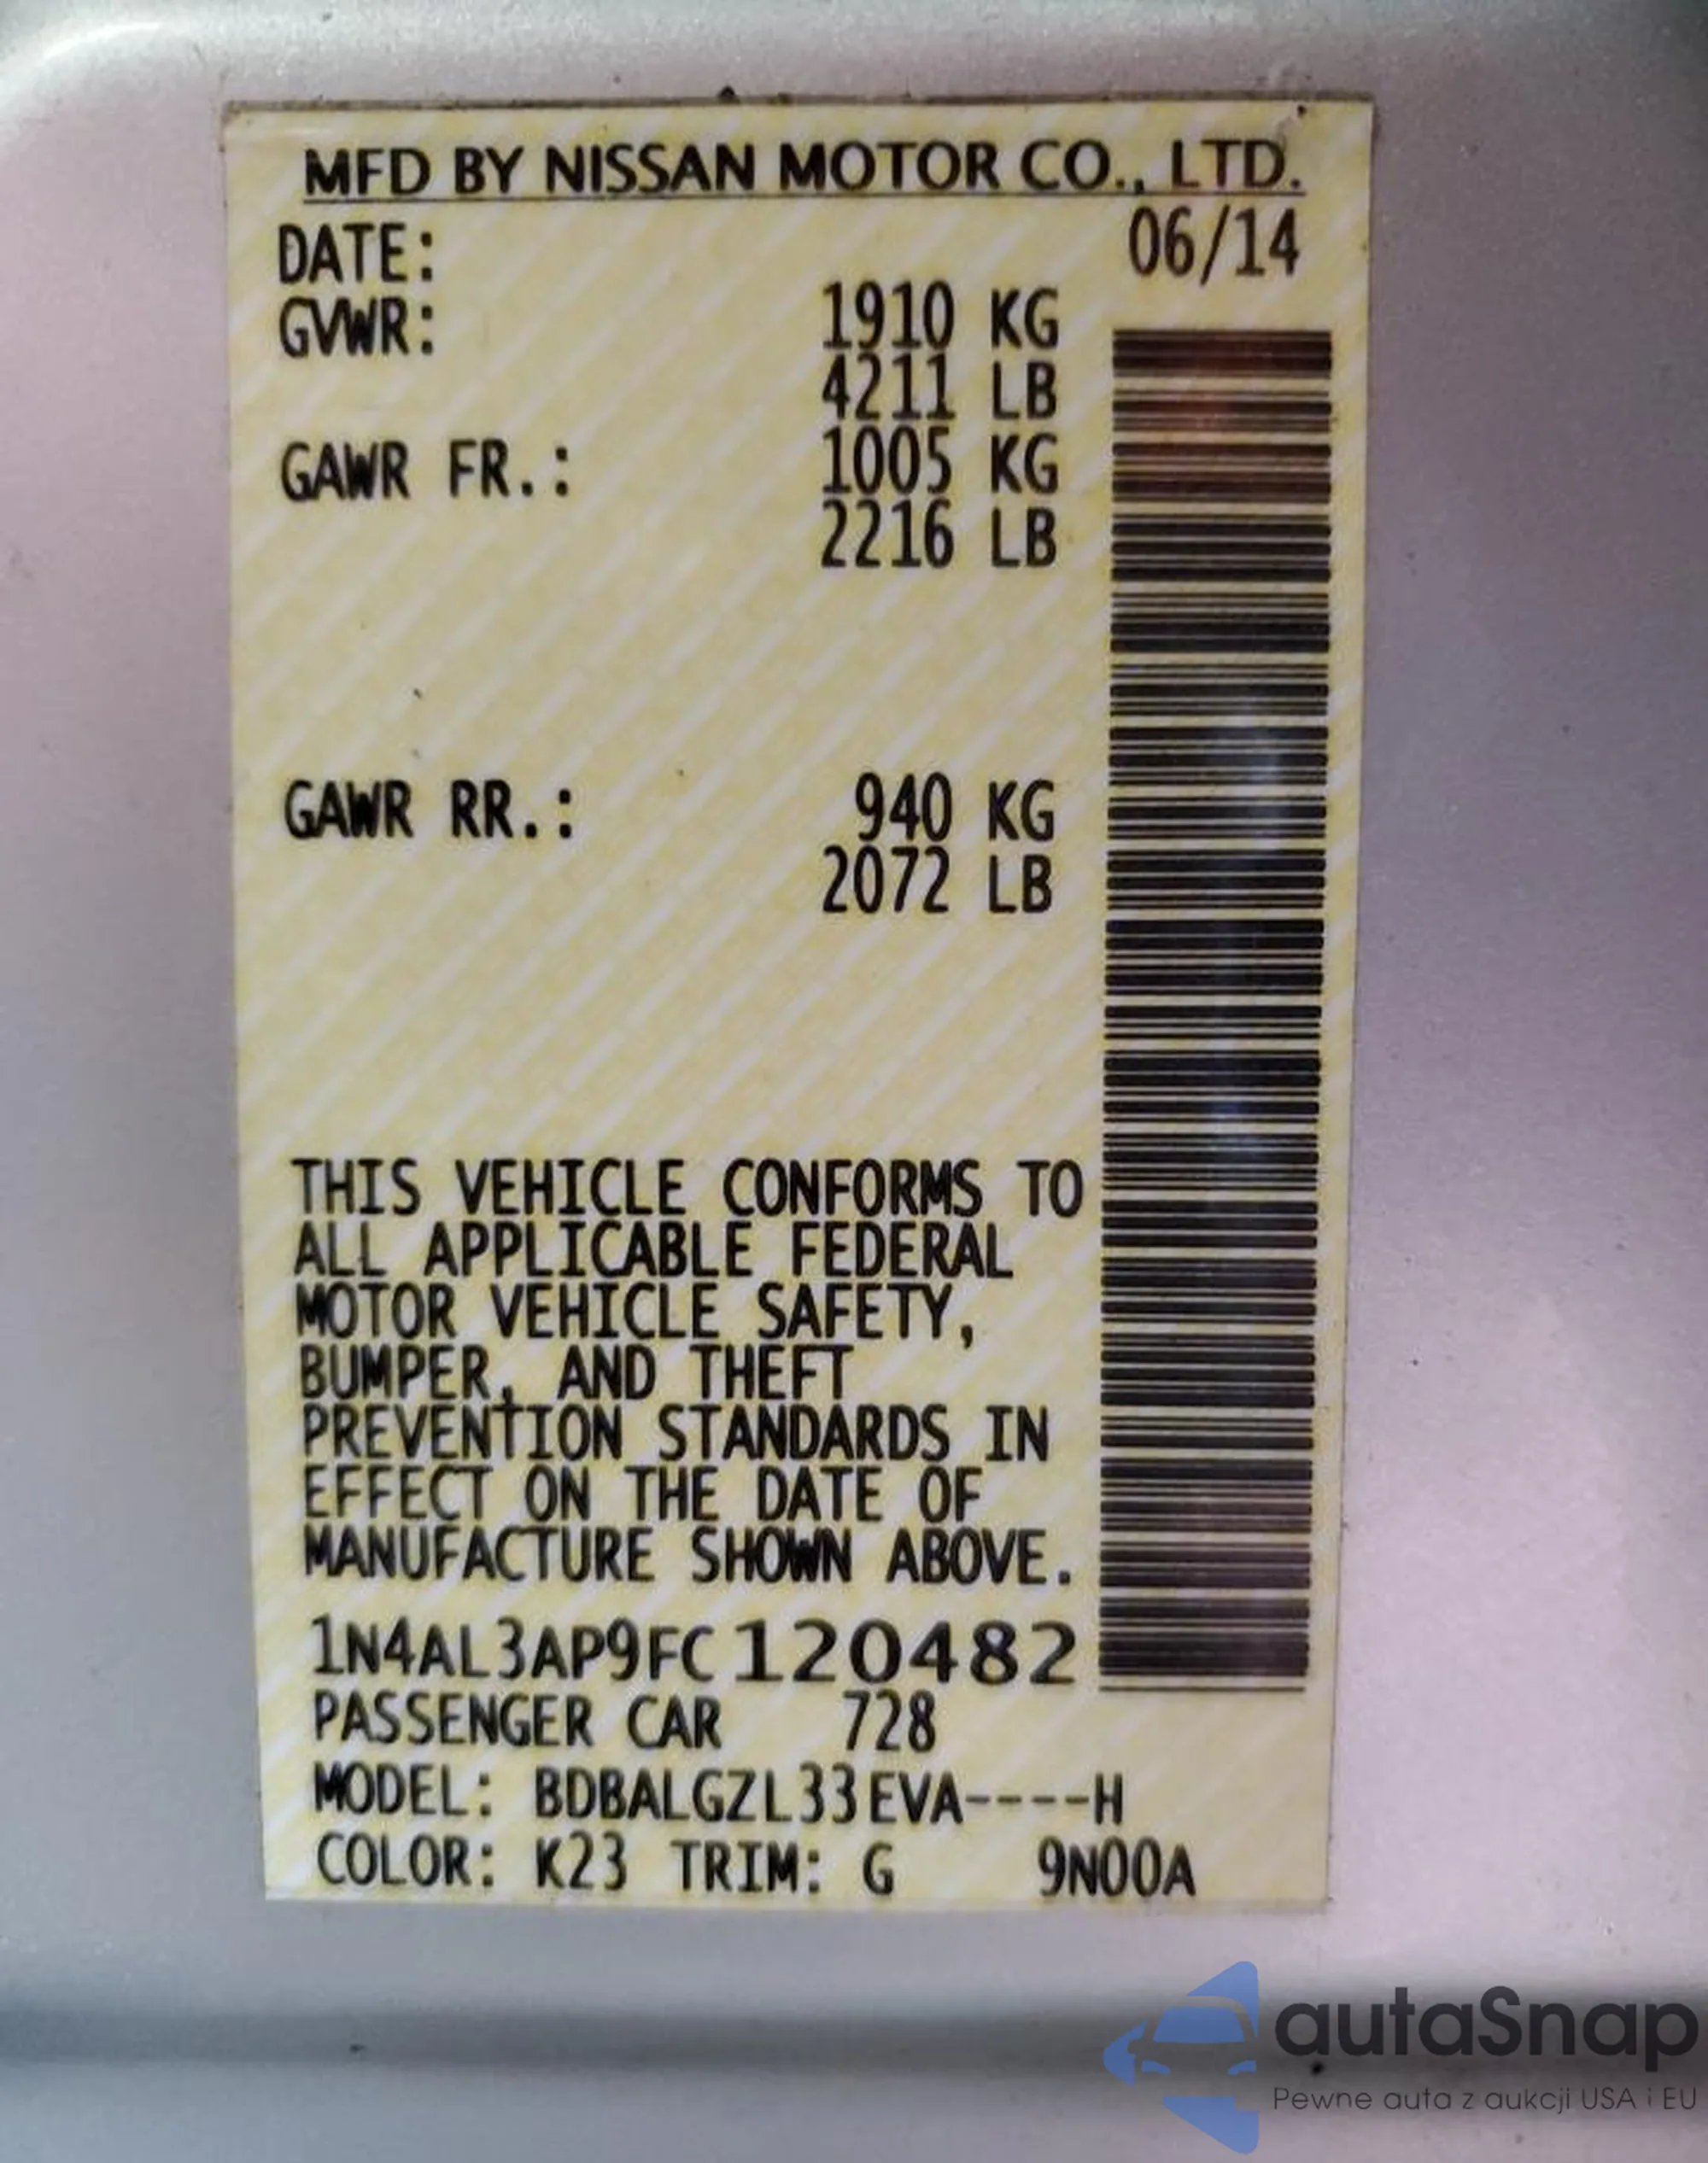 MFD BY NISSAN MOTOR CO., LTD.
DATE: 06/14
GVWR: 1910 KG
4211 LB
GAWR FR.: 1005 KG
2216 LB
GAWR RR.: 940 KG
2072 LB
THIS VEHICLE CONFORMS TO
ALL APPLICABLE FEDERAL
MOTOR VEHICLE SAFETY,
BUMPER, AND THEFT
PREVENTION STANDARDS IN
EFFECT ON THE DATE OF
MANUFACTURE SHOWN ABOVE.
1N4AL3AP9FC120482
PASSENGER CAR 728
MODEL: BDBALGZL33EVA----H
COLOR: K23 TRIM: G 9N00A
autaSnap
Pewne auta z aukcji USA i EU